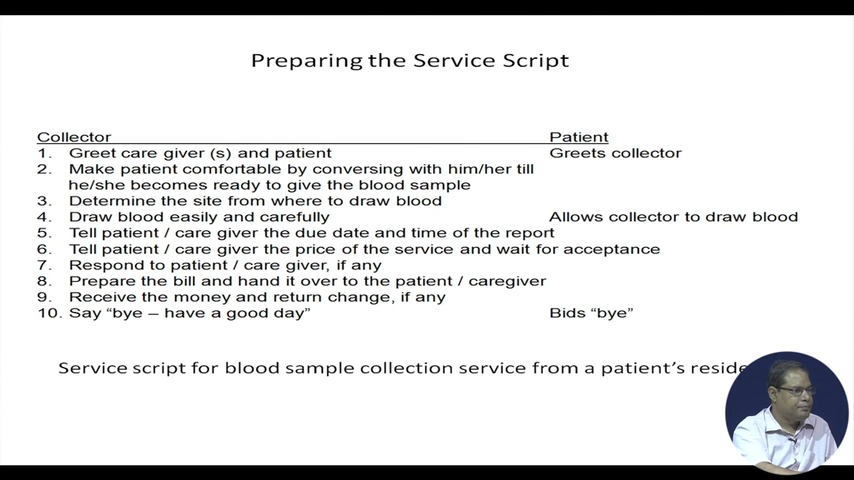 Preparing the Service Script
Collector Patient
1. Greet care giver (s) and patient Greets collector
2. Make patient comfortable by conversing with him/her till
he/she becomes ready to give the blood sample
3. Determine the site from where to draw blood
4. Draw blood easily and carefully Allows collector to draw blood
5. Tell patient / care giver the due date and time of the report
6. Tell patient / care giver the price of the service and wait for acceptance
7. Respond to patient / care giver, if any
8. Prepare the bill and hand it over to the patient / caregiver
9. Receive the money and return change, if any
10. Say “bye – have a good day” Bids “bye”
Service script for blood sample collection service from a patient’s